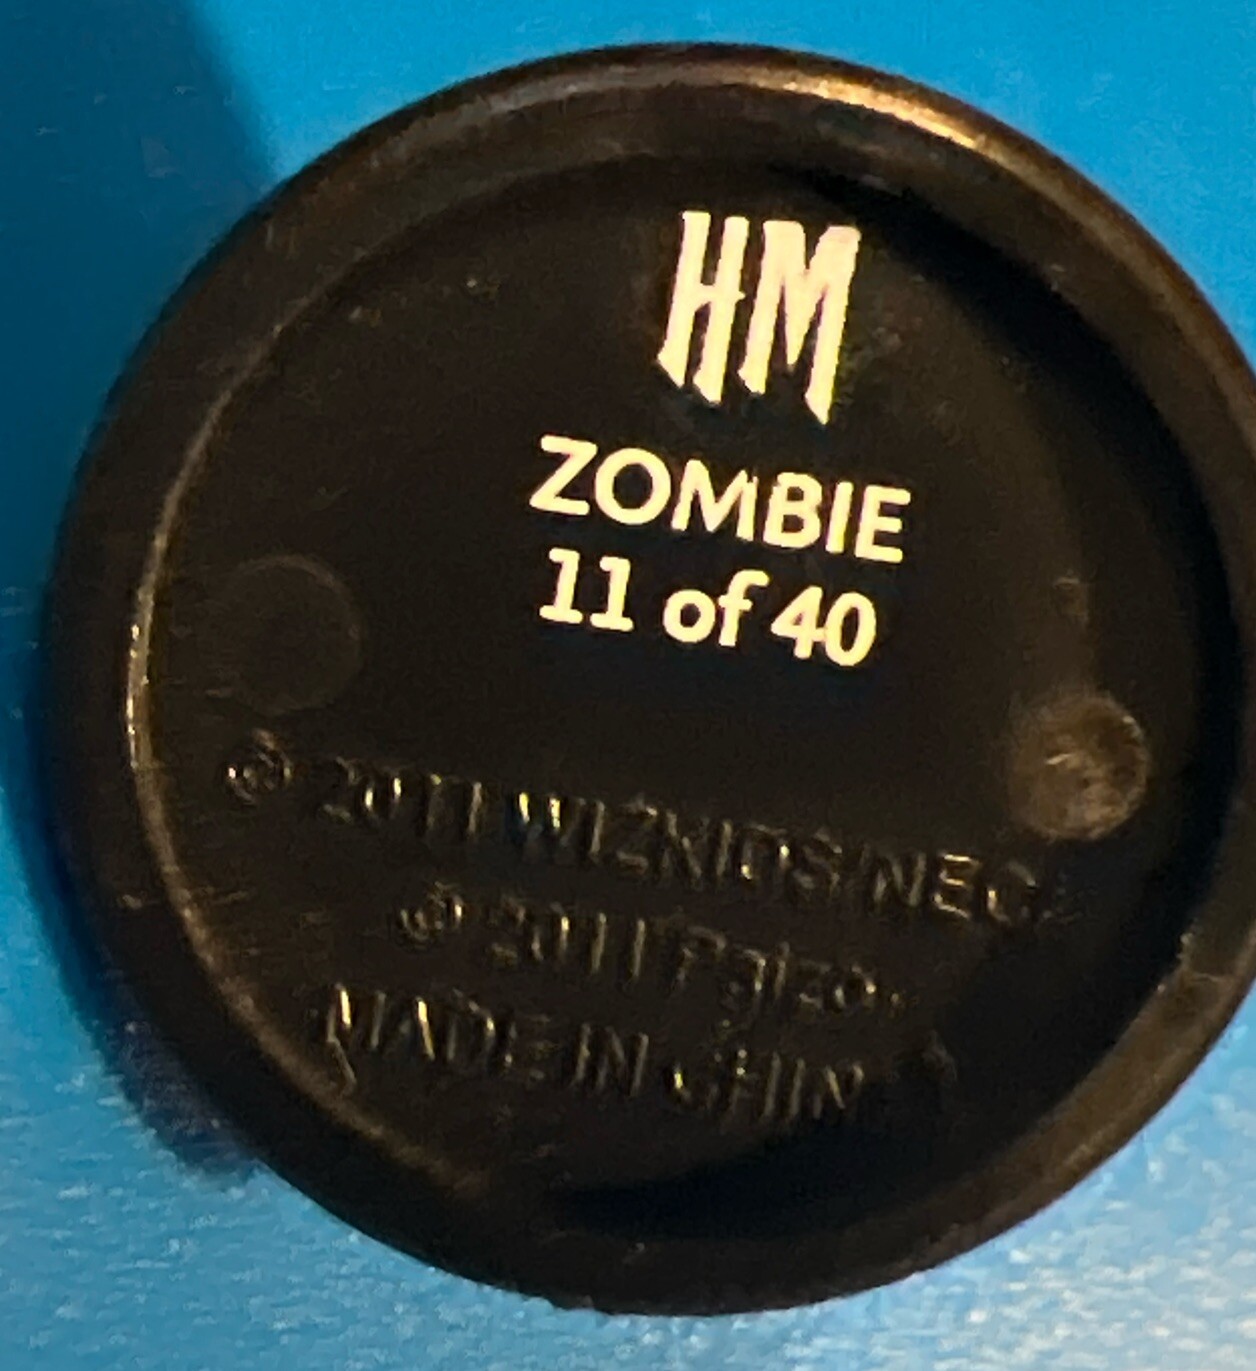 HM
ZOMBIE
11 of 40
© 2011 WIZKIDS/NECA
© 2011 Paizo
MADE IN CHINA